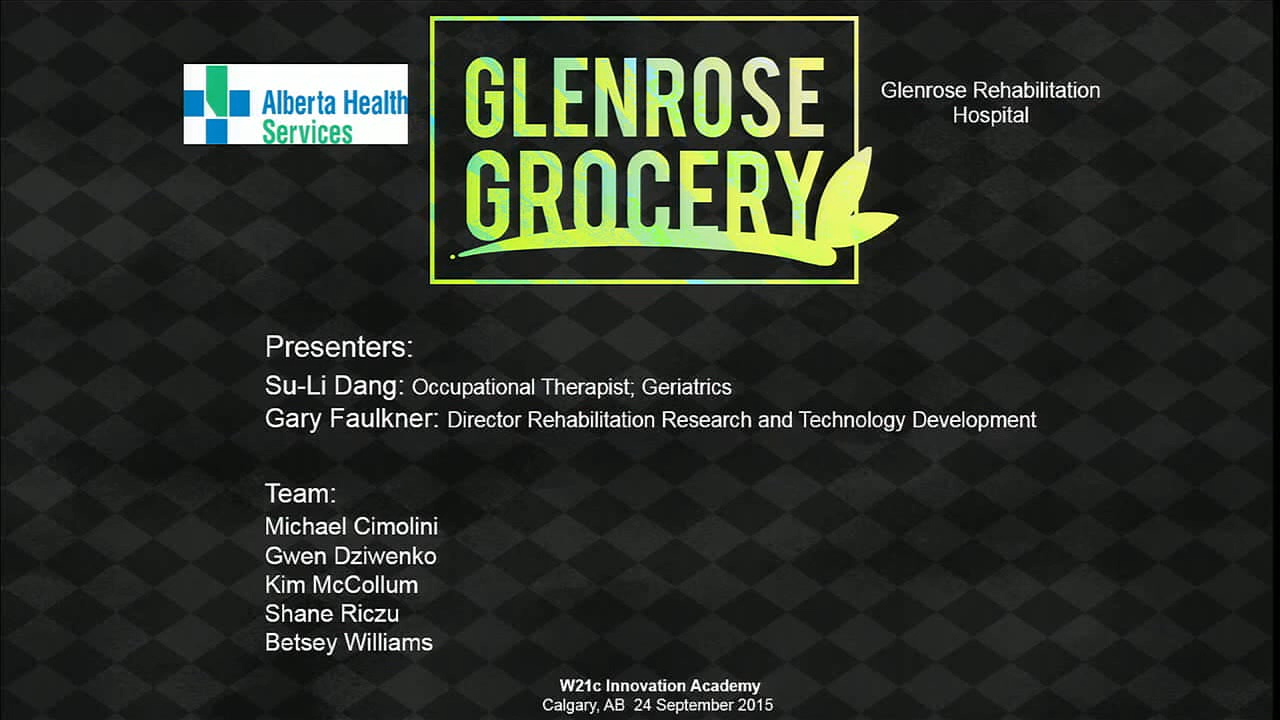 Alberta Health
Services
GLENROSE
GROCERY
Glenrose Rehabilitation
Hospital
Presenters:
Su-Li Dang: Occupational Therapist; Geriatrics
Gary Faulkner: Director Rehabilitation Research and Technology Development
Team:
Michael Cimolini
Gwen Dziwenko
Kim McCollum
Shane Riczu
Betsey Williams
W21c Innovation Academy
Calgary, AB 24 September 2015